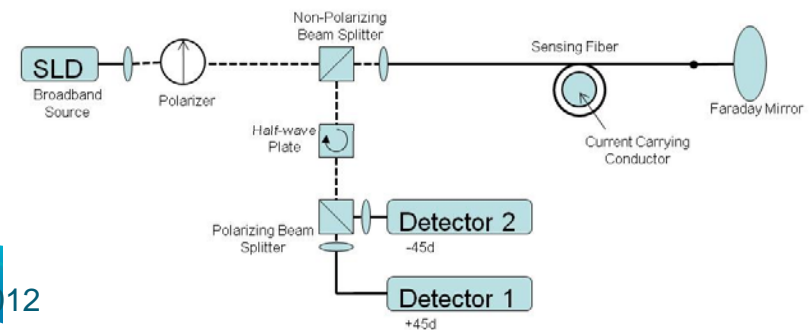 Non-Polarizing
Beam Splitter
Sensing Fiber
SLD
Broadband
Source
Polarizer
Faraday Mirror
Half-wave
Plate
Current Carrying
Conductor
Polarizing Beam
Splitter
Detector 2
-45d
Detector 1
+45d
12